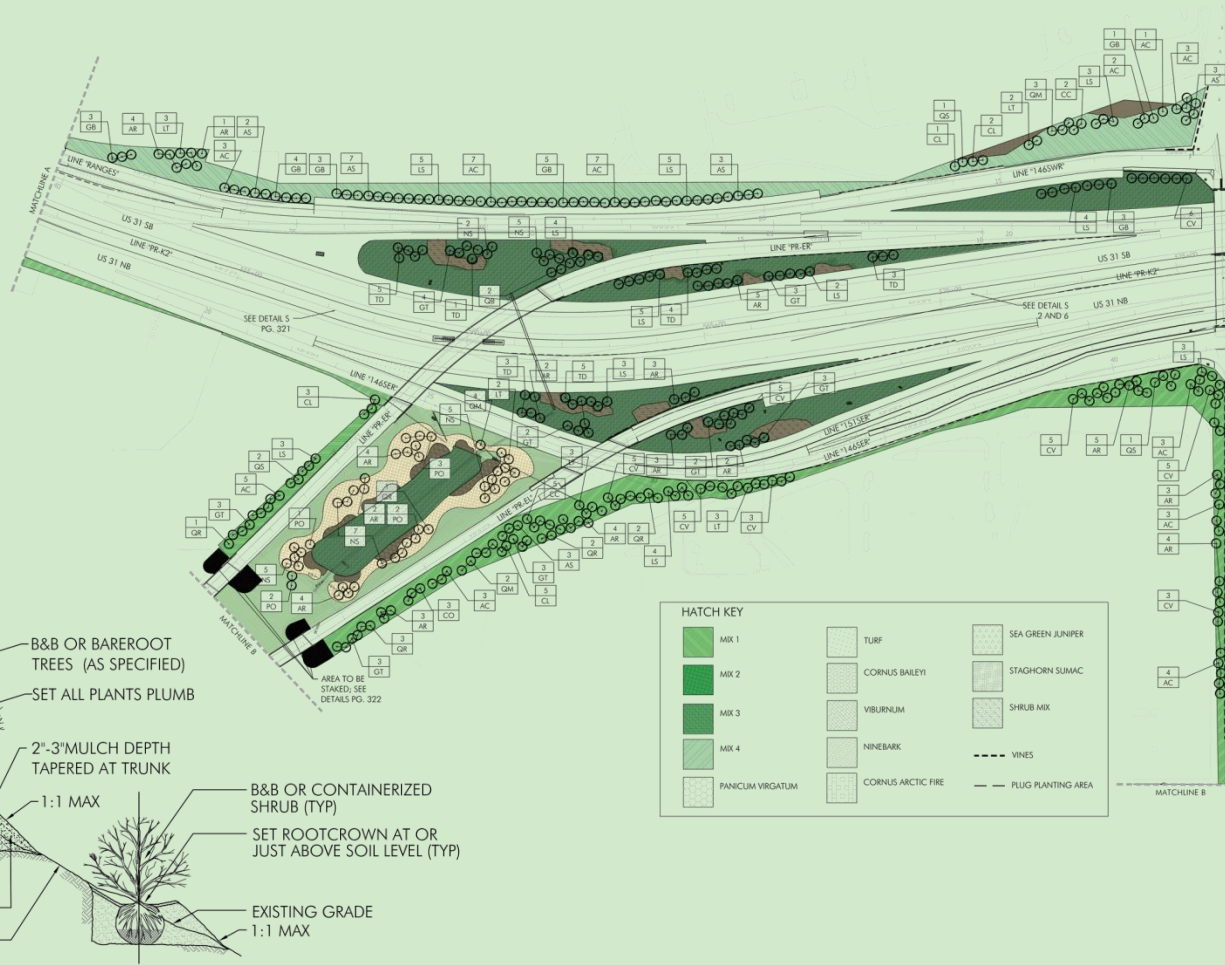 1
GB
1
AC
3
AC
3
AS
2
AC
3
LS
2
CC
3
QM
2
LT
1
QS
2
CL
1
CL
3
GB
4
AR
3
LT
1
AR
2
AS
3
AC
4
GB
3
GB
7
AS
5
LS
7
AC
5
GB
7
AC
5
LS
3
AS
MATCHLINE A
LINE "RANGES"
US 31 SB
LINE "PR-K2"
US 31 NB
LINE "146SWR"
4
LS
3
GB
6
CV
2
NS
5
NS
4
LS
LINE "PR-ER"
US 31 SB
LINE "PR-K2"
US 31 NB
5
TD
4
GT
1
TD
2
QB
5
LS
4
TD
5
AR
3
GT
2
LS
3
TD
SEE DETAIL S
PG. 321
SEE DETAIL S
2 AND 6
LINE "146SER"
3
TD
2
AR
5
TD
3
LS
3
AR
2
LT
4
QM
5
NS
2
GT
5
CV
3
GT
3
LS
3
CL
LINE "PR-ER"
LINE "151SER"
LINE "146SER"
3
LS
2
QS
5
AC
3
GT
1
QR
4
AR
3
PO
QR
2
AR
2
PO
1
PO
7
NS
5
NS
2
PO
4
AR
LINE "PR-EL"
5
CC
5
CV
3
AR
2
GT
2
AR
5
CV
3
LT
3
CV
4
AR
2
QR
4
LS
2
QR
3
AS
3
GT
5
CL
2
QM
3
AC
3
CO
3
AR
3
QR
3
GT
5
CV
5
AR
1
QS
3
AC
5
CV
3
AR
3
AC
4
AR
3
CV
4
AC
MATCHLINE B
AREA TO BE
STAKED; SEE
DETAILS PG. 322
HATCH KEY
MIX 1
MIX 2
MIX 3
MIX 4
PANICUM VIRGATUM
TURF
CORNUS BAILEYI
VIBURNUM
NINEBARK
CORNUS ARCTIC FIRE
SEA GREEN JUNIPER
STAGHORN SUMAC
SHRUB MIX
VINES
PLUG PLANTING AREA
MATCHLINE B
B&B OR BAREROOT
TREES (AS SPECIFIED)
SET ALL PLANTS PLUMB
2"-3"MULCH DEPTH
TAPERED AT TRUNK
1:1 MAX
B&B OR CONTAINERIZED
SHRUB (TYP)
SET ROOTCROWN AT OR
JUST ABOVE SOIL LEVEL (TYP)
EXISTING GRADE
1:1 MAX